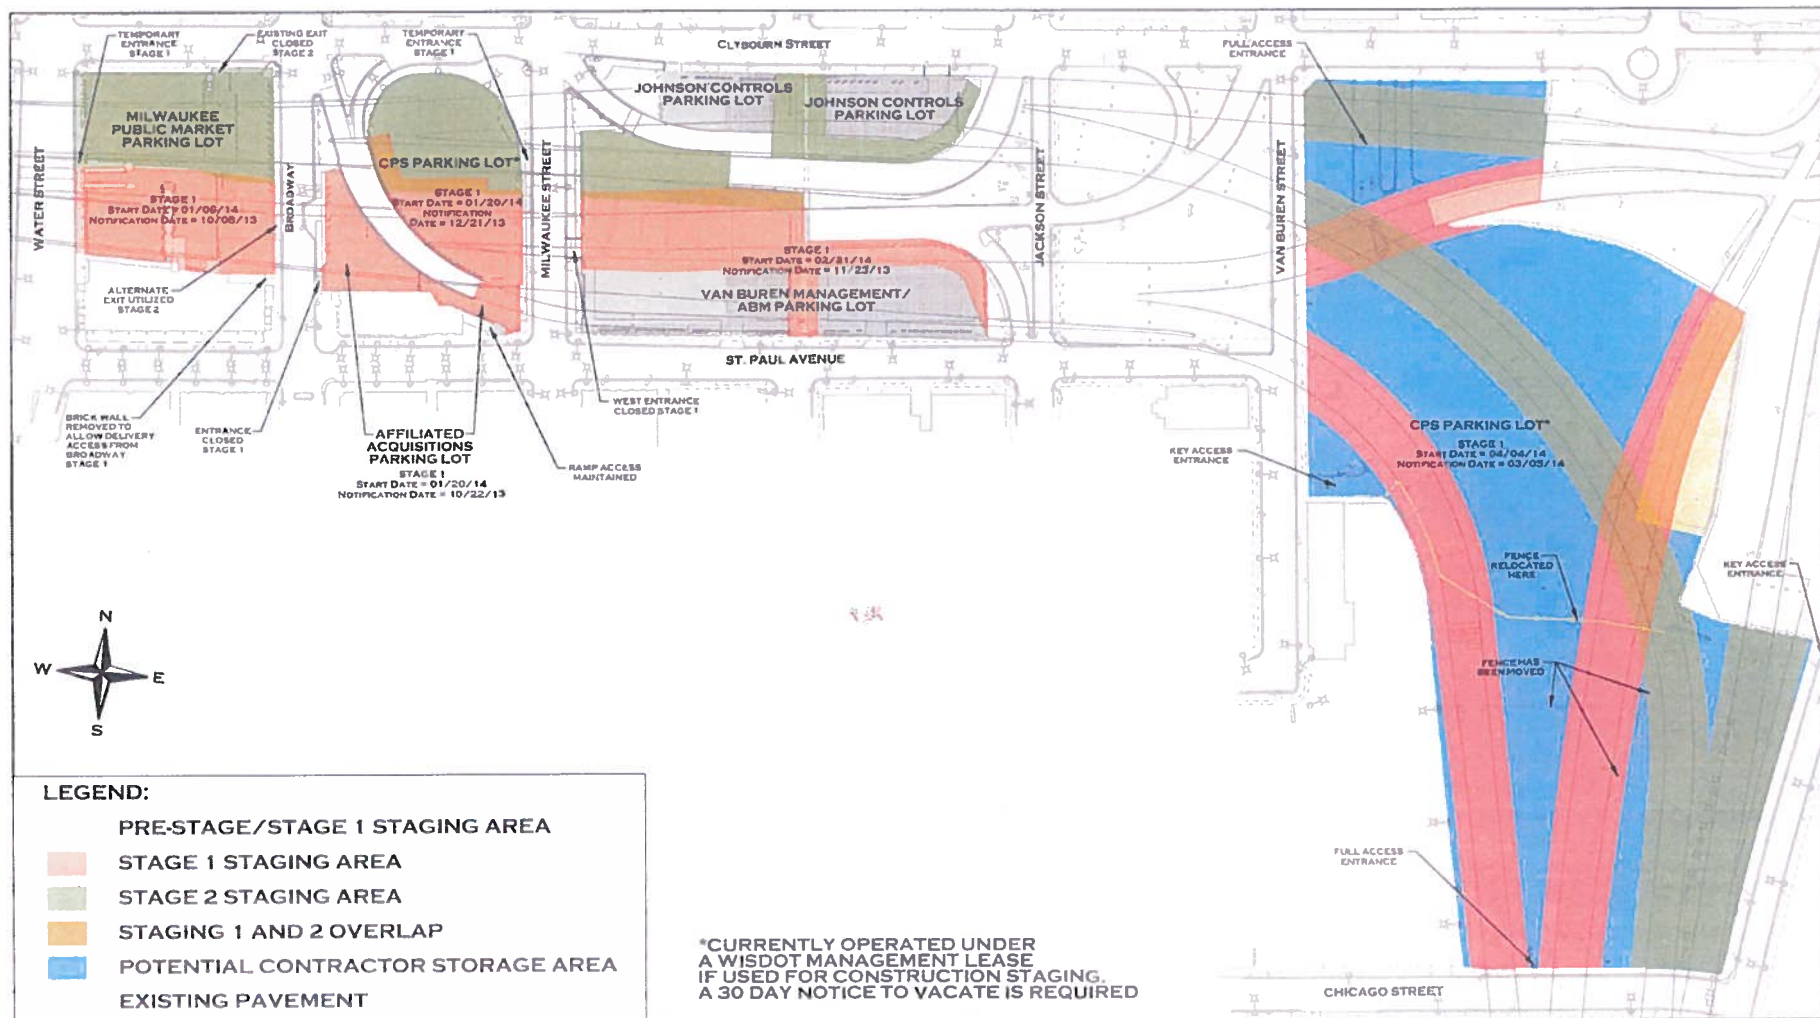 TEMPORARY
ENTRANCE
STAGE 1
EXISTING EXIT
CLOSED
STAGE 2
TEMPORARY
ENTRANCE
STAGE 1
CLYBOURN STREET
FULL ACCESS
ENTRANCE
MILWAUKEE
PUBLIC MARKET
PARKING LOT
JOHNSON CONTROLS
PARKING LOT
JOHNSON CONTROLS
PARKING LOT
CPS PARKING LOT*
WATER STREET
BROADWAY
MILWAUKEE STREET
JACKSON STREET
VAN BUREN STREET
STAGE 1
START DATE = 01/06/14
NOTIFICATION DATE = 10/08/13
STAGE 1
START DATE = 01/20/14
NOTIFICATION
DATE = 12/21/13
STAGE 1
START DATE = 02/21/14
NOTIFICATION DATE = 11/23/13
VAN BUREN MANAGEMENT/
ABM PARKING LOT
ALTERNATE
EXIT UTILIZED
STAGE 2
ST. PAUL AVENUE
BRICK WALL
REMOVED TO
ALLOW DELIVERY
ACCESS FROM
BROADWAY
STAGE 1
ENTRANCE
CLOSED
STAGE 1
AFFILIATED
ACQUISITIONS
PARKING LOT
STAGE 1
START DATE = 01/20/14
NOTIFICATION DATE = 10/22/13
RAMP ACCESS
MAINTAINED
WEST ENTRANCE
CLOSED STAGE 1
KEY ACCESS
ENTRANCE
CPS PARKING LOT*
STAGE 1
START DATE = 04/04/14
NOTIFICATION DATE = 03/05/14
FENCE
RELOCATED
HERE
KEY ACCESS
ENTRANCE
FENCE HAS
BEEN MOVED
FULL ACCESS
ENTRANCE
N
W
E
S
LEGEND:
PRE-STAGE/STAGE 1 STAGING AREA
STAGE 1 STAGING AREA
STAGE 2 STAGING AREA
STAGING 1 AND 2 OVERLAP
POTENTIAL CONTRACTOR STORAGE AREA
EXISTING PAVEMENT
*CURRENTLY OPERATED UNDER
A WISDOT MANAGEMENT LEASE
IF USED FOR CONSTRUCTION STAGING.
A 30 DAY NOTICE TO VACATE IS REQUIRED
CHICAGO STREET